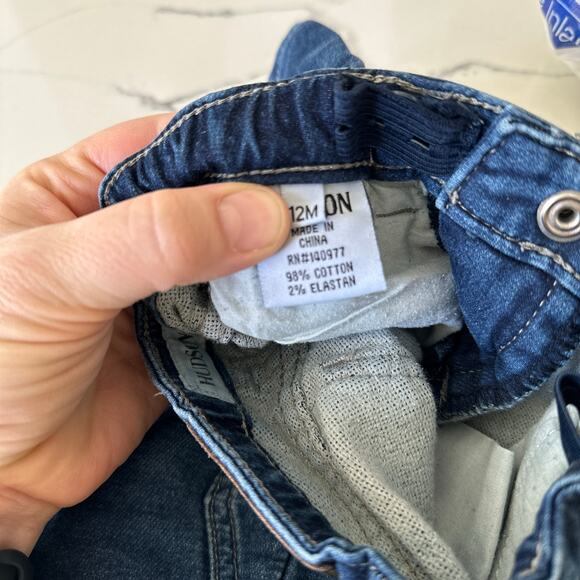 12M ON
MADE IN
CHINA
RN#140977
98% COTTON
2% ELASTAN
HUDSON